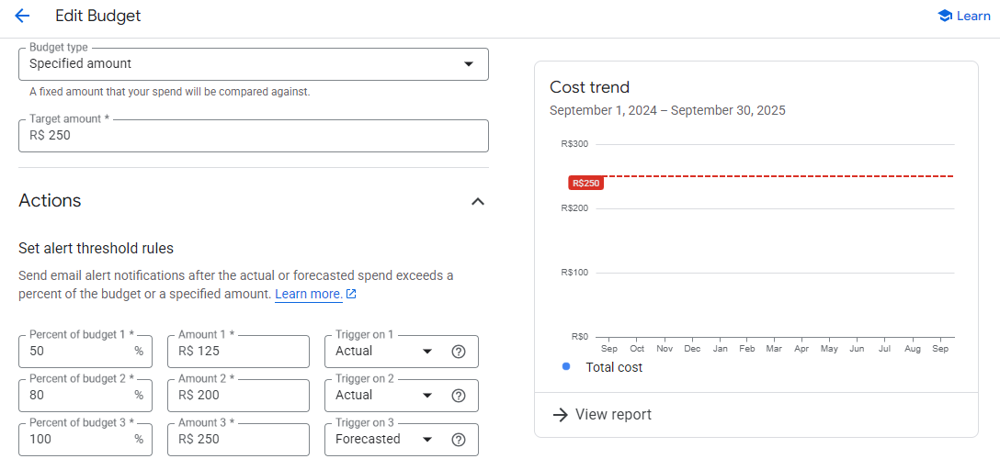 Edit Budget
Learn
Budget type
Specified amount
A fixed amount that your spend will be compared against.
Target amount *
R$ 250
Actions
Set alert threshold rules
Send email alert notifications after the actual or forecasted spend exceeds a
percent of the budget or a specified amount. Learn more.
Percent of budget 1 * Amount 1 * Trigger on 1
50 % R$ 125 Actual
Percent of budget 2 * Amount 2 * Trigger on 2
80 % R$ 200 Actual
Percent of budget 3 * Amount 3 * Trigger on 3
100 % R$ 250 Forecasted
Cost trend
September 1, 2024 – September 30, 2025
R$300
R$250
R$200
R$100
R$0
Sep Oct Nov Dec Jan Feb Mar Apr May Jun Jul Aug Sep
Total cost
View report